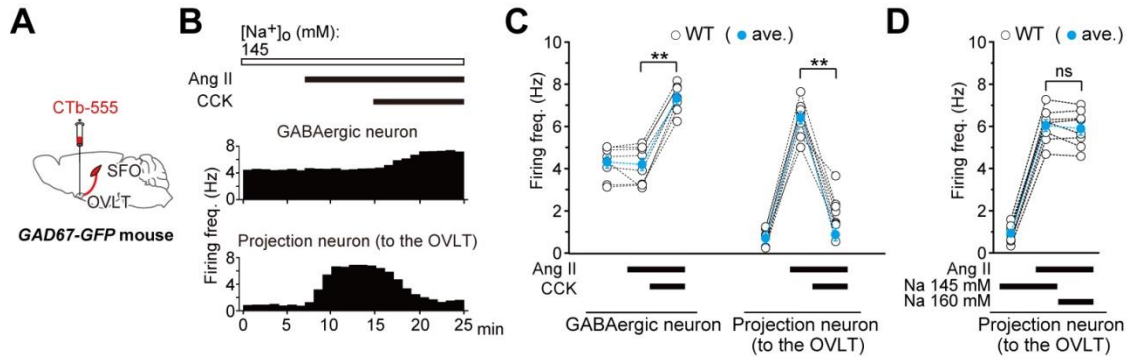 A
CTb-555
SFO
OVLT
GAD67-GFP mouse
B
[Na⁺]o (mM):
145
Ang II
CCK
GABAergic neuron
8
4
0
Projection neuron (to the OVLT)
8
4
0
Firing freq. (Hz)
0 5 10 15 20 25 min
C
WT ( ave.)
**
**
10
8
6
4
2
0
Firing freq. (Hz)
Ang II
CCK
GABAergic neuron
Projection neuron
(to the OVLT)
D
WT ( ave.)
ns
10
8
6
4
2
0
Firing freq. (Hz)
Ang II
Na 145 mM
Na 160 mM
Projection neuron
(to the OVLT)